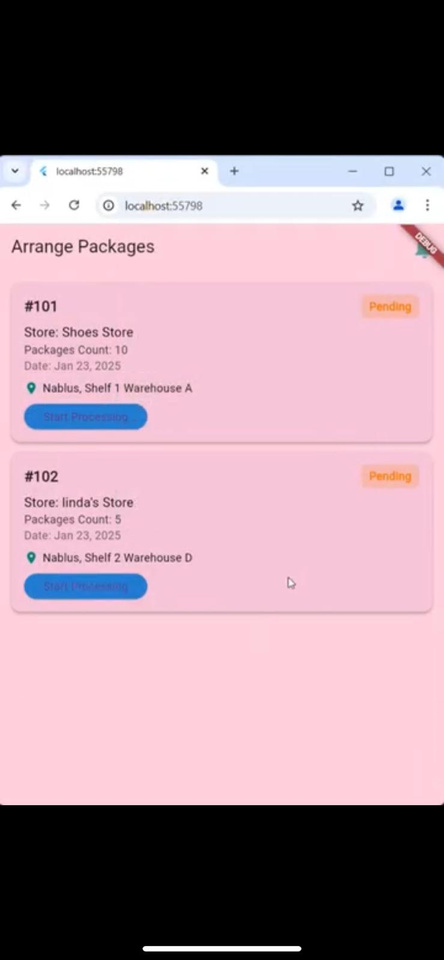 localhost:55798
localhost:55798
Arrange Packages
DEBUG
#101
Pending
Store: Shoes Store
Packages Count: 10
Date: Jan 23, 2025
Nablus, Shelf 1 Warehouse A
Start Processing
#102
Pending
Store: linda's Store
Packages Count: 5
Date: Jan 23, 2025
Nablus, Shelf 2 Warehouse D
Start Processing